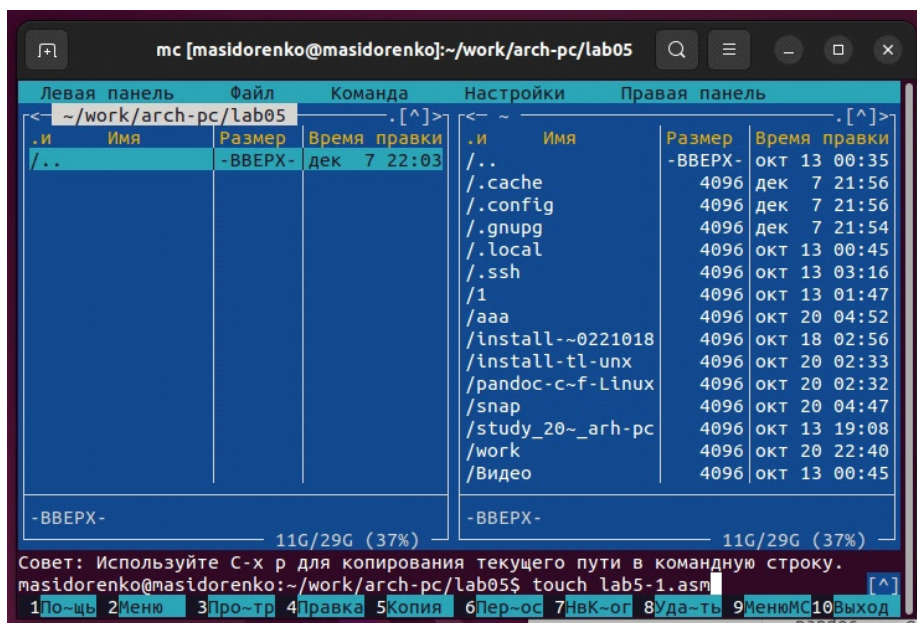 mc [masidorenko@masidorenko]:~/work/arch-pc/lab05
Левая панель Файл Команда Настройки Правая панель
<— ~/work/arch-pc/lab05 —.[^]> <— ~ —.[^]>
.и Имя Размер Время правки .и Имя Размер Время правки
/.. -ВВЕРХ- дек 7 22:03 /.. -ВВЕРХ- окт 13 00:35
/.cache 4096 дек 7 21:56
/.config 4096 дек 7 21:56
/.gnupg 4096 дек 7 21:54
/.local 4096 окт 13 00:45
/.ssh 4096 окт 13 03:16
/1 4096 окт 13 01:47
/aaa 4096 окт 20 04:52
/install-~0221018 4096 окт 18 02:56
/install-tl-unx 4096 окт 20 02:33
/pandoc-c~f-Linux 4096 окт 20 02:32
/snap 4096 окт 20 04:47
/study_20~_arh-pc 4096 окт 13 19:08
/work 4096 окт 20 22:40
/Видео 4096 окт 13 00:45
-ВВЕРХ- -ВВЕРХ-
11G/29G (37%) 11G/29G (37%)
Совет: Используйте C-x p для копирования текущего пути в командную строку.
masidorenko@masidorenko:~/work/arch-pc/lab05$ touch lab5-1.asm [^]
1По~щь 2Меню 3Про~тр 4Правка 5Копия 6Пер~ос 7НвК~ог 8Уда~ть 9МенюMC 10Выход